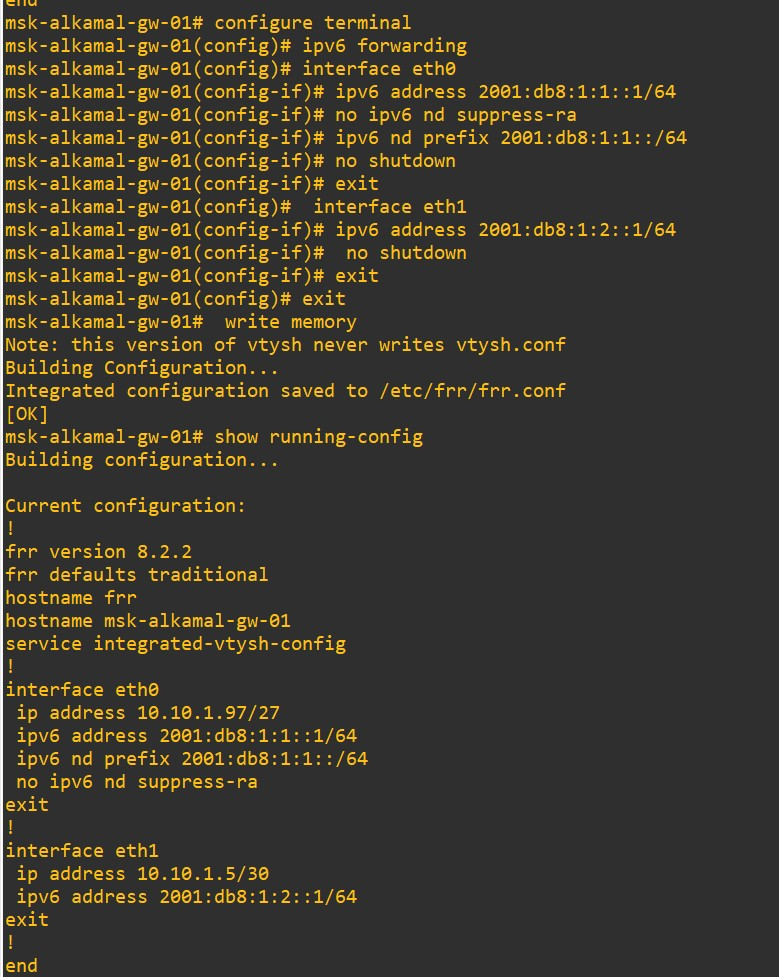 end
msk-alkamal-gw-01# configure terminal
msk-alkamal-gw-01(config)# ipv6 forwarding
msk-alkamal-gw-01(config)# interface eth0
msk-alkamal-gw-01(config-if)# ipv6 address 2001:db8:1:1::1/64
msk-alkamal-gw-01(config-if)# no ipv6 nd suppress-ra
msk-alkamal-gw-01(config-if)# ipv6 nd prefix 2001:db8:1:1::/64
msk-alkamal-gw-01(config-if)# no shutdown
msk-alkamal-gw-01(config-if)# exit
msk-alkamal-gw-01(config)#  interface eth1
msk-alkamal-gw-01(config-if)# ipv6 address 2001:db8:1:2::1/64
msk-alkamal-gw-01(config-if)#  no shutdown
msk-alkamal-gw-01(config-if)# exit
msk-alkamal-gw-01(config)# exit
msk-alkamal-gw-01#  write memory
Note: this version of vtysh never writes vtysh.conf
Building Configuration...
Integrated configuration saved to /etc/frr/frr.conf
[OK]
msk-alkamal-gw-01# show running-config
Building configuration...

Current configuration:
!
frr version 8.2.2
frr defaults traditional
hostname frr
hostname msk-alkamal-gw-01
service integrated-vtysh-config
!
interface eth0
 ip address 10.10.1.97/27
 ipv6 address 2001:db8:1:1::1/64
 ipv6 nd prefix 2001:db8:1:1::/64
 no ipv6 nd suppress-ra
exit
!
interface eth1
 ip address 10.10.1.5/30
 ipv6 address 2001:db8:1:2::1/64
exit
!
end